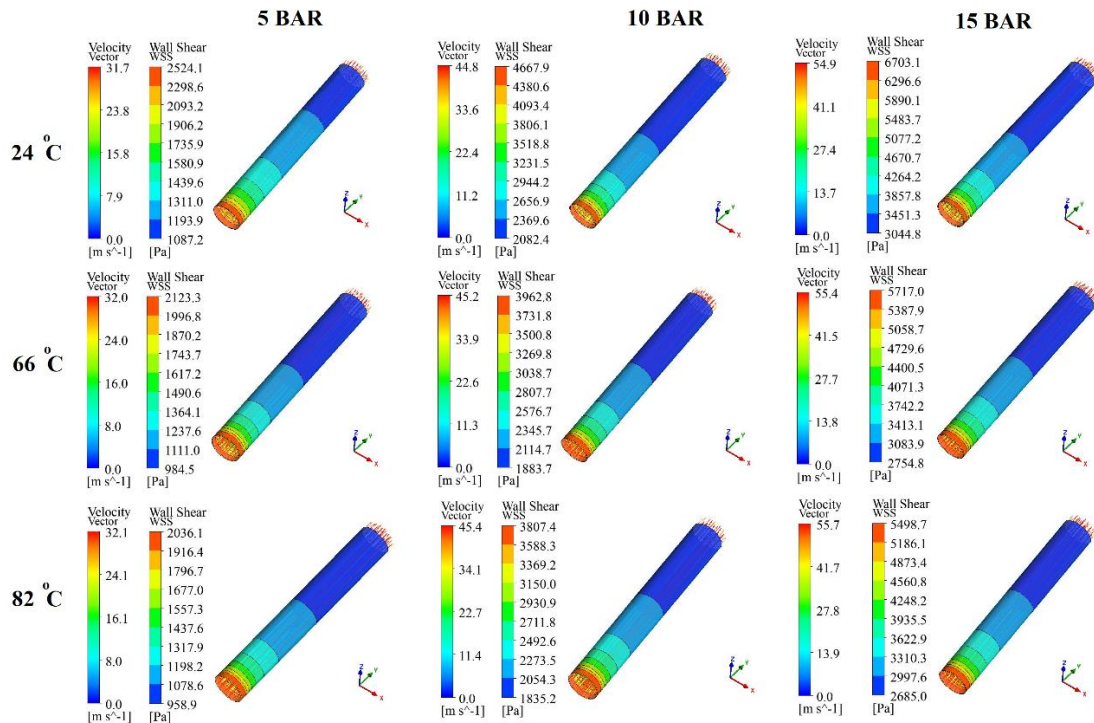 5 BAR
10 BAR
15 BAR
24 °C
Velocity
Vector
31.7
23.8
15.8
7.9
0.0
[m s^-1]
Wall Shear
WSS
2524.1
2298.6
2093.2
1906.2
1735.9
1580.9
1439.6
1311.0
1193.9
1087.2
[Pa]
Z
Y
X
Velocity
Vector
44.8
33.6
22.4
11.2
0.0
[m s^-1]
Wall Shear
WSS
4667.9
4380.6
4093.4
3806.1
3518.8
3231.5
2944.2
2656.9
2369.6
2082.4
[Pa]
Z
Y
X
Velocity
Vector
54.9
41.1
27.4
13.7
0.0
[m s^-1]
Wall Shear
WSS
6703.1
6296.6
5890.1
5483.7
5077.2
4670.7
4264.2
3857.8
3451.3
3044.8
[Pa]
Z
Y
X
66 °C
Velocity
Vector
32.0
24.0
16.0
8.0
0.0
[m s^-1]
Wall Shear
WSS
2123.3
1996.8
1870.2
1743.7
1617.2
1490.6
1364.1
1237.6
1111.0
984.5
[Pa]
Z
Y
X
Velocity
Vector
45.2
33.9
22.6
11.3
0.0
[m s^-1]
Wall Shear
WSS
3962.8
3731.8
3500.8
3269.8
3038.7
2807.7
2576.7
2345.7
2114.7
1883.7
[Pa]
Z
Y
X
Velocity
Vector
55.4
41.5
27.7
13.8
0.0
[m s^-1]
Wall Shear
WSS
5717.0
5387.9
5058.7
4729.6
4400.5
4071.3
3742.2
3413.1
3083.9
2754.8
[Pa]
Z
Y
X
82 °C
Velocity
Vector
32.1
24.1
16.1
8.0
0.0
[m s^-1]
Wall Shear
WSS
2036.1
1916.4
1796.7
1677.0
1557.3
1437.6
1317.9
1198.3
1078.6
958.9
[Pa]
Z
Y
X
Velocity
Vector
45.4
34.1
22.7
11.4
0.0
[m s^-1]
Wall Shear
WSS
3807.4
3588.3
3369.2
3150.0
2930.9
2711.8
2492.6
2273.5
2054.3
1835.2
[Pa]
Z
Y
X
Velocity
Vector
55.7
41.7
27.8
13.9
0.0
[m s^-1]
Wall Shear
WSS
5498.7
5186.1
4873.4
4560.8
4248.2
3935.5
3622.9
3310.3
2997.6
2685.0
[Pa]
Z
Y
X